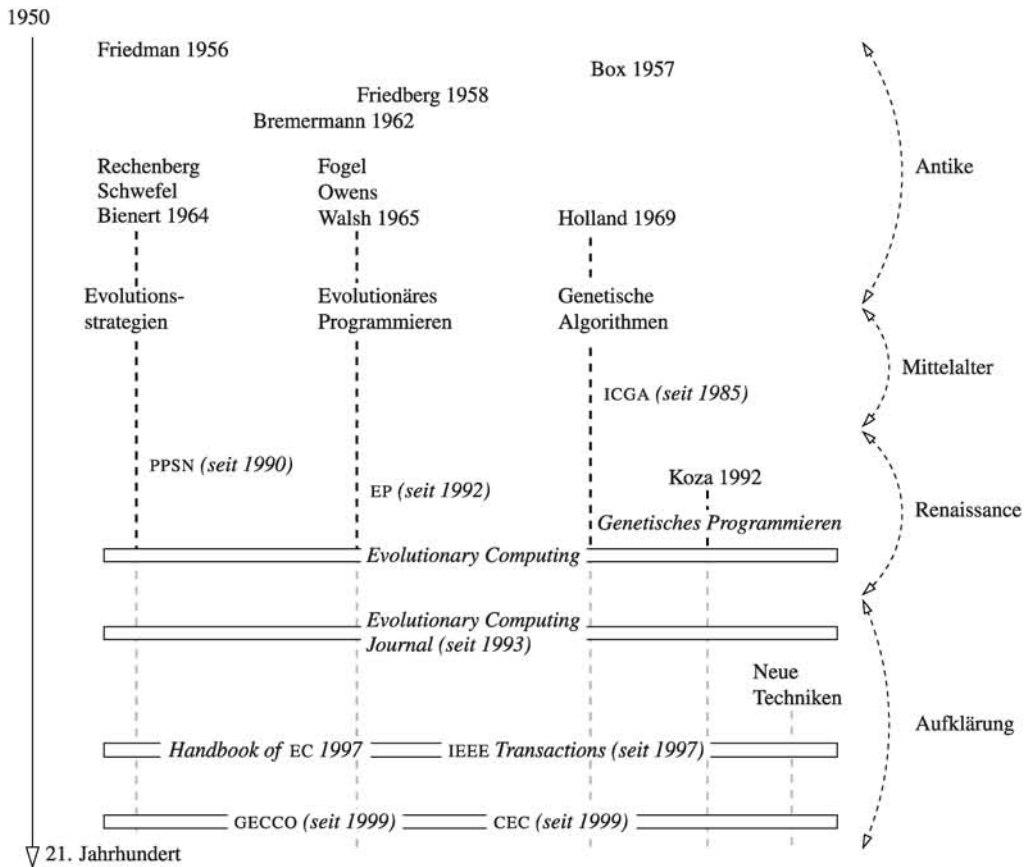 1950
Friedman 1956
Box 1957
Friedberg 1958
Bremermann 1962
Rechenberg
Schwefel
Bienert 1964
Fogel
Owens
Walsh 1965
Holland 1969
Antike
Evolutions-
strategien
Evolutionäres
Programmieren
Genetische
Algorithmen
Mittelalter
ICGA (seit 1985)
PPSN (seit 1990)
EP (seit 1992)
Koza 1992
Genetisches Programmieren
Renaissance
Evolutionary Computing
Evolutionary Computing
Journal (seit 1993)
Neue
Techniken
Aufklärung
Handbook of EC 1997
IEEE Transactions (seit 1997)
GECCO (seit 1999)
CEC (seit 1999)
21. Jahrhundert